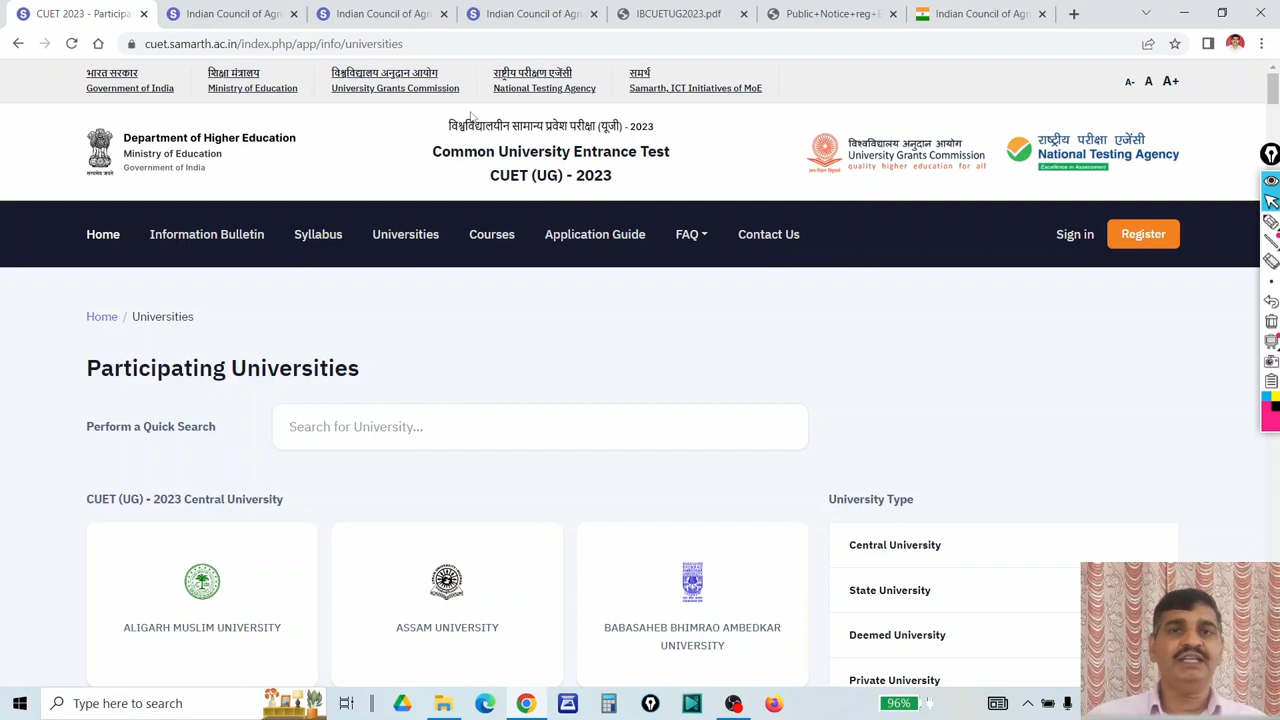 CUET (UG) - 2023 : Participa
Indian Council of Agr
Indian Council of Agr
Indian Council of Agr
IBCUETUG2023.pdf
Public+Notice+reg+E
Indian Council of Agr
cuet.samarth.ac.in/index.php/app/info/universities
भारत सरकार
Government of India
शिक्षा मंत्रालय
Ministry of Education
विश्वविद्यालय अनुदान आयोग
University Grants Commission
राष्ट्रीय परीक्षण एजेंसी
National Testing Agency
समर्थ
Samarth, ICT Initiatives of MoE
A- A A+
Department of Higher Education
Ministry of Education
Government of India
विश्वविद्यालयीन सामान्य प्रवेश परीक्षा (यूजी) - 2023
Common University Entrance Test
CUET (UG) - 2023
विश्वविद्यालय अनुदान आयोग
University Grants Commission
quality higher education for all
राष्ट्रीय परीक्षा एजेंसी
National Testing Agency
Excellence in Assessment
Home Information Bulletin Syllabus Universities Courses Application Guide FAQ Contact Us Sign in Register
Home / Universities
Participating Universities
Perform a Quick Search
Search for University...
CUET (UG) - 2023 Central University
ALIGARH MUSLIM UNIVERSITY
ASSAM UNIVERSITY
BABASAHEB BHIMRAO AMBEDKAR
UNIVERSITY
University Type
Central University
State University
Deemed University
Private University
Type here to search
96%